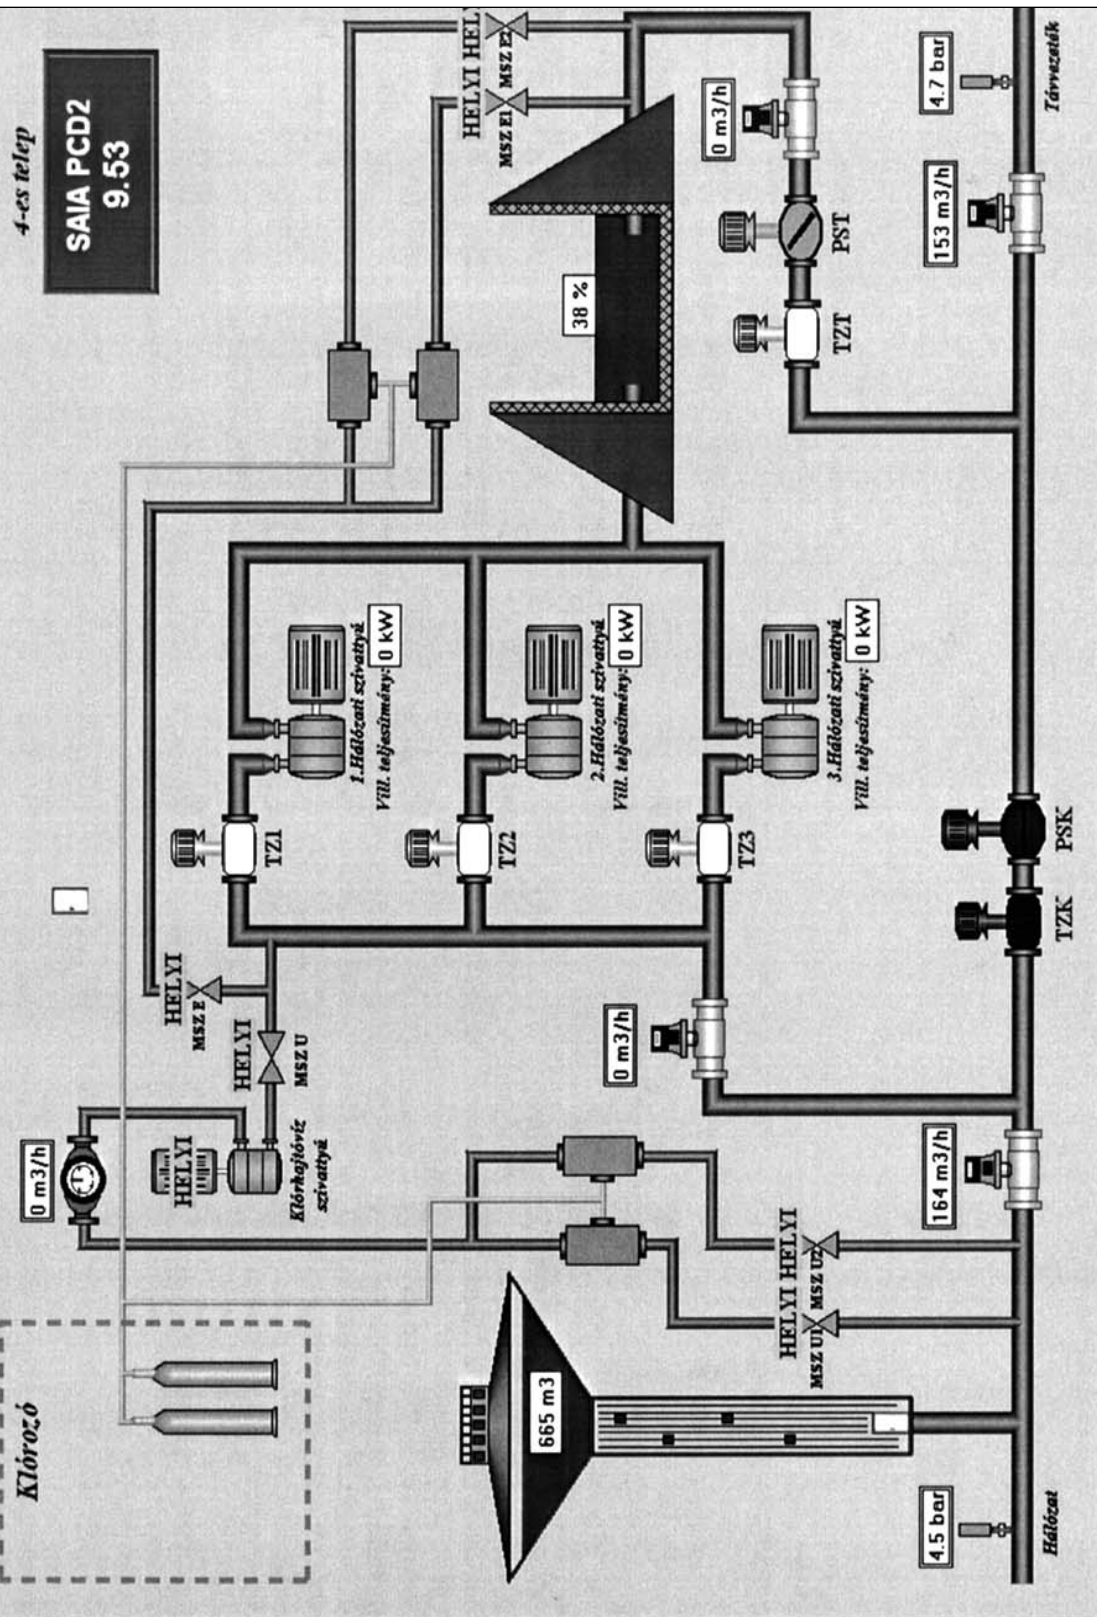 Klórozó
4-es telep
SAIA PCD2
9.53
0 m3/h
HELYI
Klórhajtóvíz
szivattyú
HELYI
MSZ E
HELYI
MSZ U
TZ1
1.Hálózati szivattyú
Vill. teljesítmény: 0 kW
TZ2
2.Hálózati szivattyú
Vill. teljesítmény: 0 kW
TZ3
3.Hálózati szivattyú
Vill. teljesítmény: 0 kW
HELYI HEL
MSZ E1
MSZ E2
38 %
665 m3
HELYI HELYI
MSZ U1
MSZ U2
0 m3/h
0 m3/h
TZT
PST
4.5 bar
164 m3/h
TZK
PSK
153 m3/h
4.7 bar
Hálózat
Távvezeték